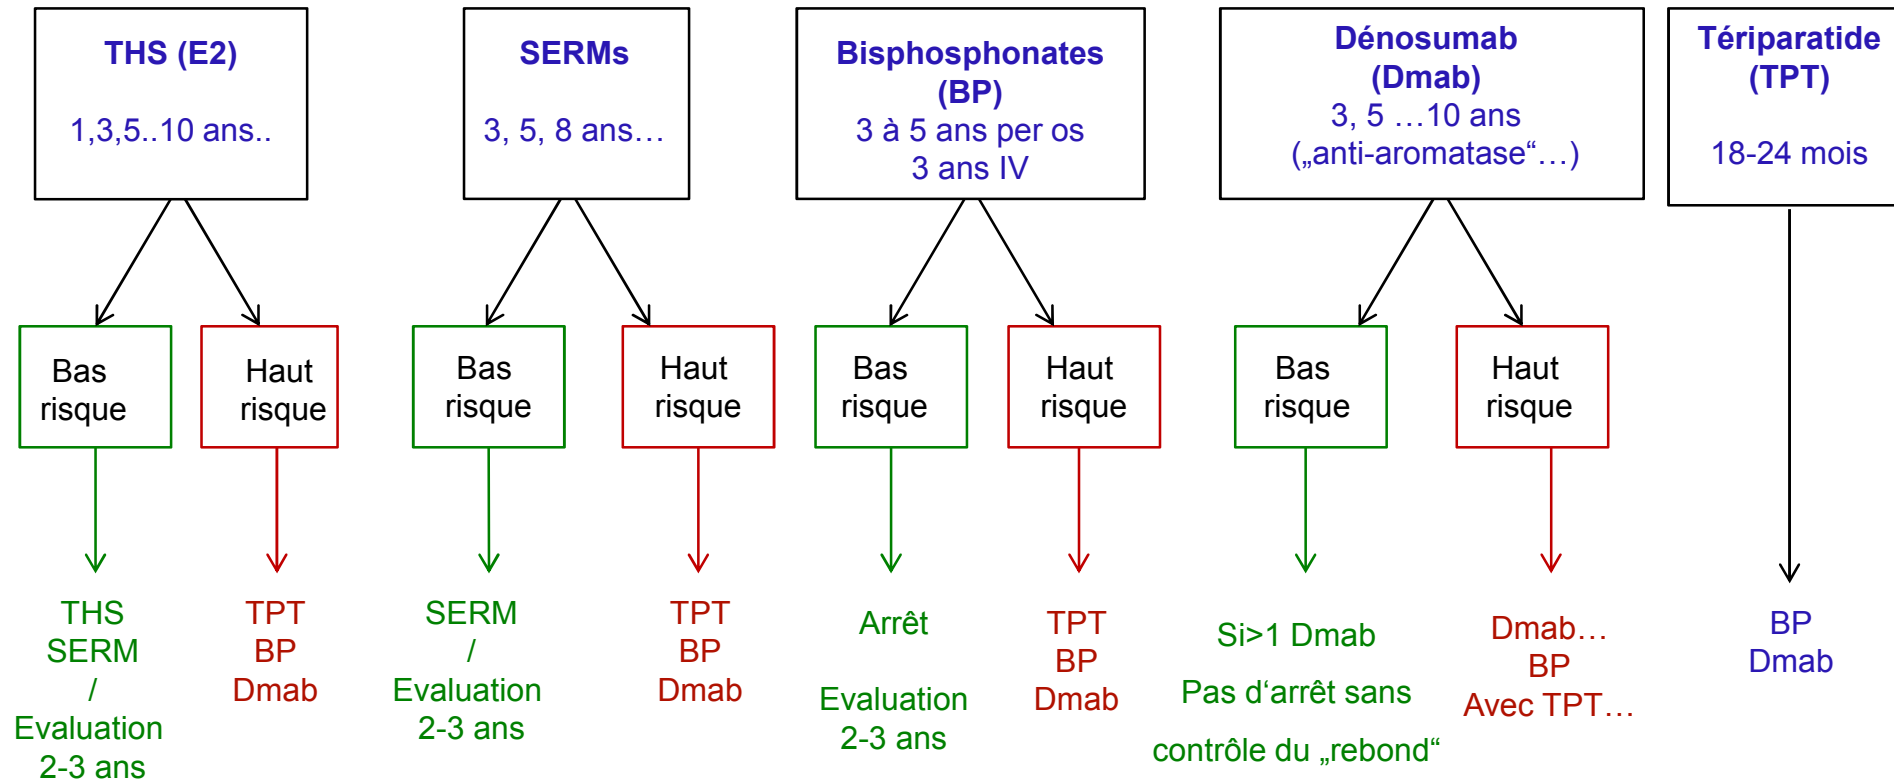 THS (E2)
1,3,5..10 ans..
SERMs
3, 5, 8 ans…
Bisphosphonates
(BP)
3 à 5 ans per os
3 ans IV
Dénosumab
(Dmab)
3, 5 …10 ans
(„anti-aromatase“…)
Tériparatide
(TPT)
18-24 mois
Bas
risque
Haut
risque
Bas
risque
Haut
risque
Bas
risque
Haut
risque
Bas
risque
Haut
risque
THS
SERM
/
Evaluation
2-3 ans
TPT
BP
Dmab
SERM
/
Evaluation
2-3 ans
TPT
BP
Dmab
Arrêt
Evaluation
2-3 ans
TPT
BP
Dmab
Si>1 Dmab
Pas d‘arrêt sans
contrôle du „rebond“
Dmab…
BP
Avec TPT…
BP
Dmab